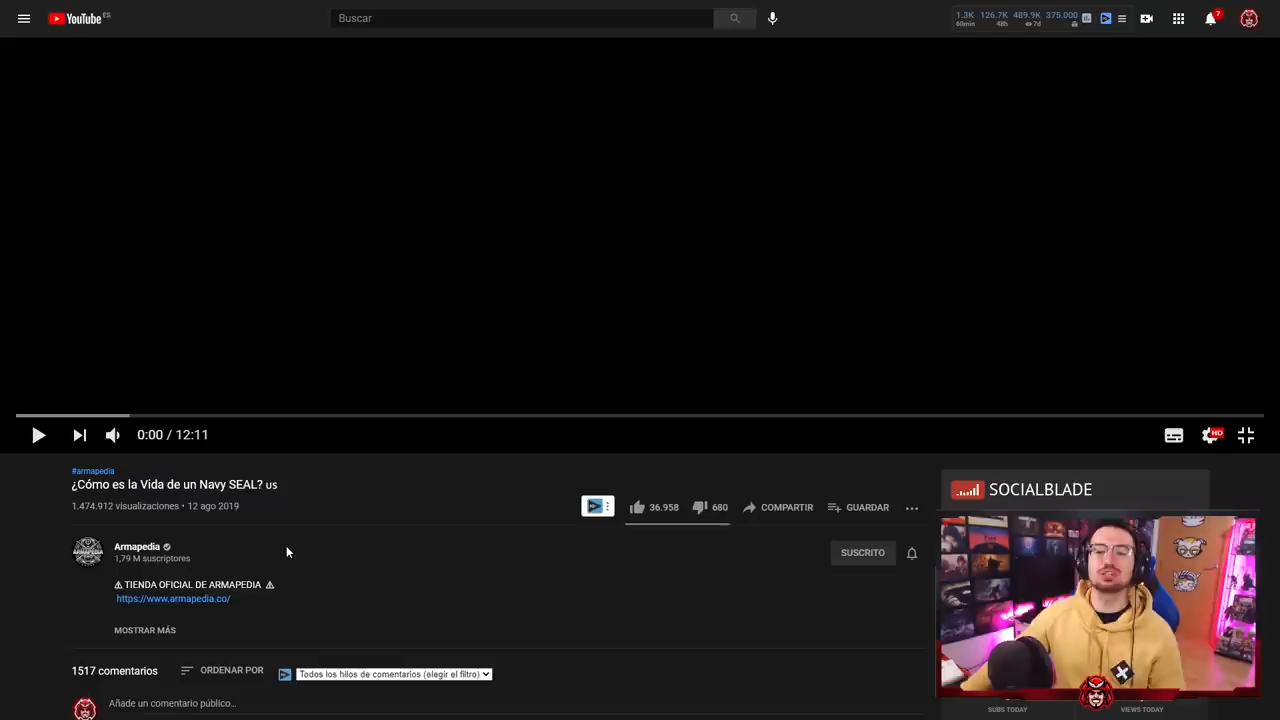 YouTube ES
Buscar
1.3K 126.7K 489.9K 375.000
60min 48h 7d
7
0:00 / 12:11
HD
#armapedia
¿Cómo es la Vida de un Navy SEAL? us
1.474.912 visualizaciones • 12 ago 2019
36.958
680
COMPARTIR
GUARDAR
SOCIALBLADE
ARMAPEDIA
Armapedia
1,79 M suscriptores
SUSCRITO
⚠ TIENDA OFICIAL DE ARMAPEDIA ⚠
https://www.armapedia.co/
MOSTRAR MÁS
1517 comentarios
ORDENAR POR
Todos los hilos de comentarios (elegir el filtro)
Añade un comentario público...
SUBS TODAY
VIEWS TODAY